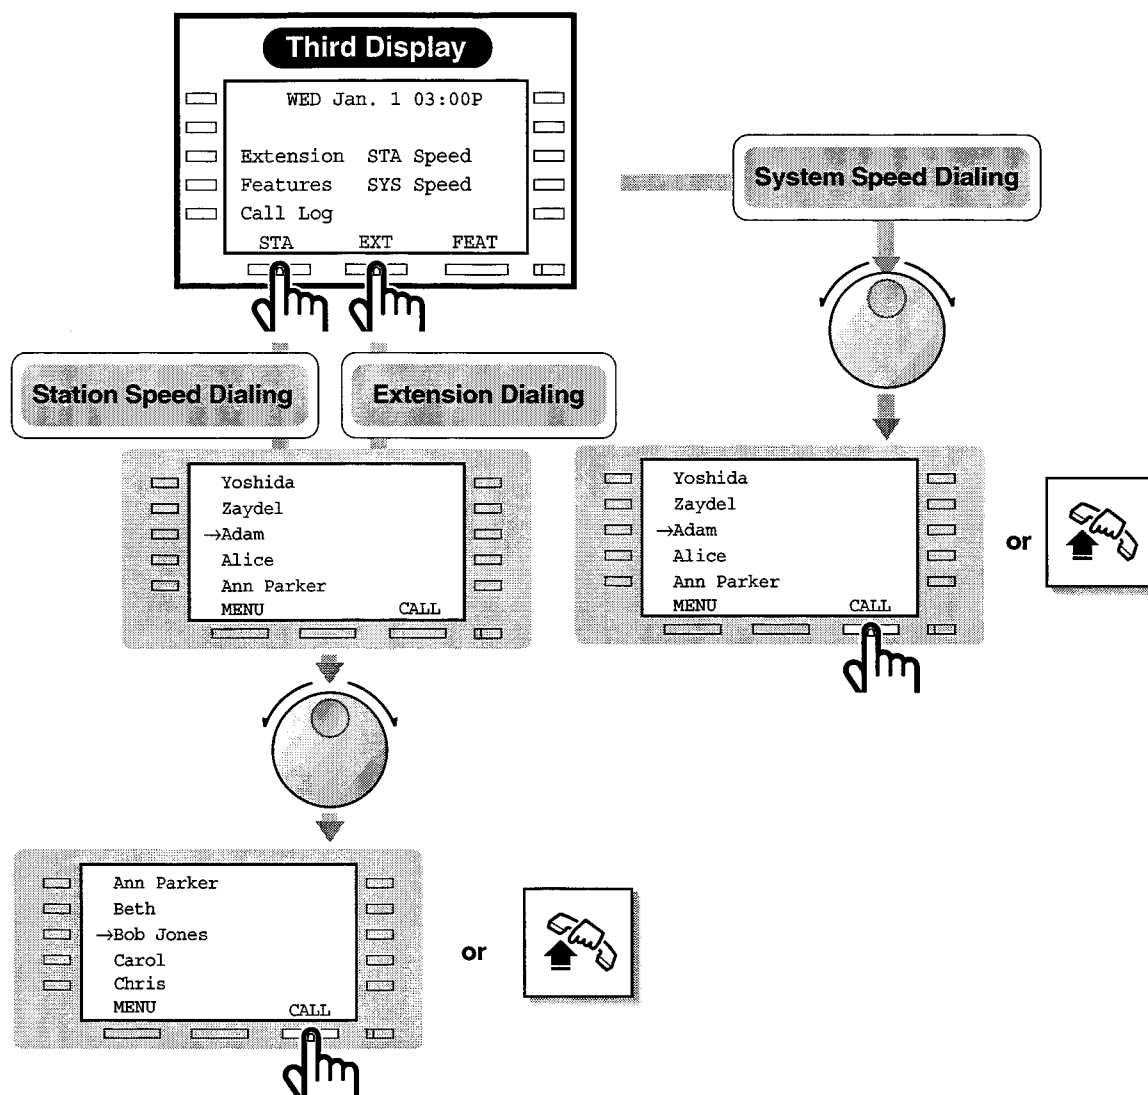 Third Display
WED Jan. 1 03:00P
Extension STA Speed
Features SYS Speed
Call Log
STA EXT FEAT
System Speed Dialing
Station Speed Dialing
Extension Dialing
Yoshida
Zaydel
→Adam
Alice
Ann Parker
MENU CALL
Yoshida
Zaydel
→Adam
Alice
Ann Parker
MENU CALL
or
Ann Parker
Beth
→Bob Jones
Carol
Chris
MENU CALL
or